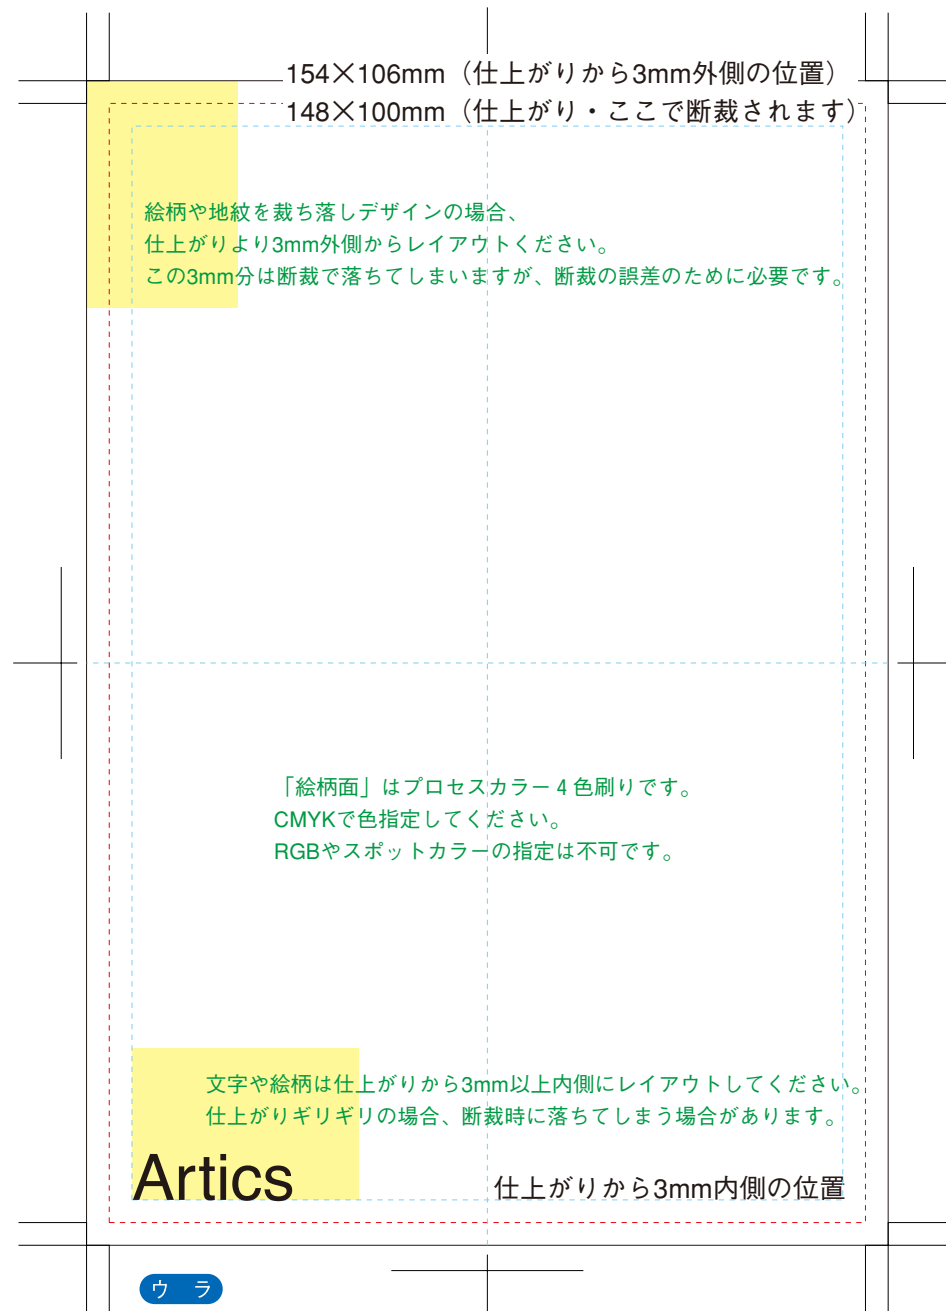 154×106mm（仕上がりから3mm外側の位置）
148×100mm（仕上がり・ここで断裁されます）
絵柄や地紋を裁ち落しデザインの場合、
仕上がりより3mm外側からレイアウトください。
この3mm分は断裁で落ちてしまいますが、断裁の誤差のために必要です。
「絵柄面」はプロセスカラー４色刷りです。
CMYKで色指定してください。
RGBやスポットカラーの指定は不可です。
文字や絵柄は仕上がりから3mm以上内側にレイアウトしてください。
仕上がりギリギリの場合、断裁時に落ちてしまう場合があります。
Artics
仕上がりから3mm内側の位置
ウ　ラ